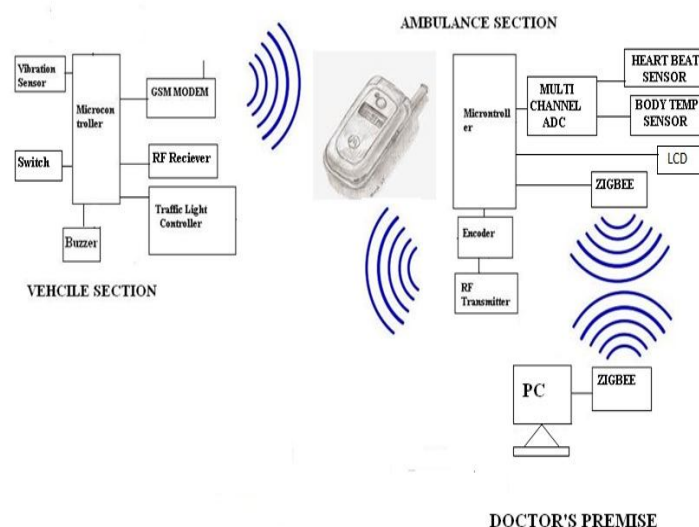 AMBULANCE SECTION
Vibration
Sensor
Microcon
troller
GSM MODEM
Switch
RF Reciever
Traffic Light
Controller
Buzzer
VEHCILE SECTION
Microntroll
er
MULTI
CHANNEL
ADC
HEART BEAT
SENSOR
BODY TEMP
SENSOR
LCD
ZIGBEE
Encoder
RF
Transmitter
PC
ZIGBEE
DOCTOR'S PREMISE